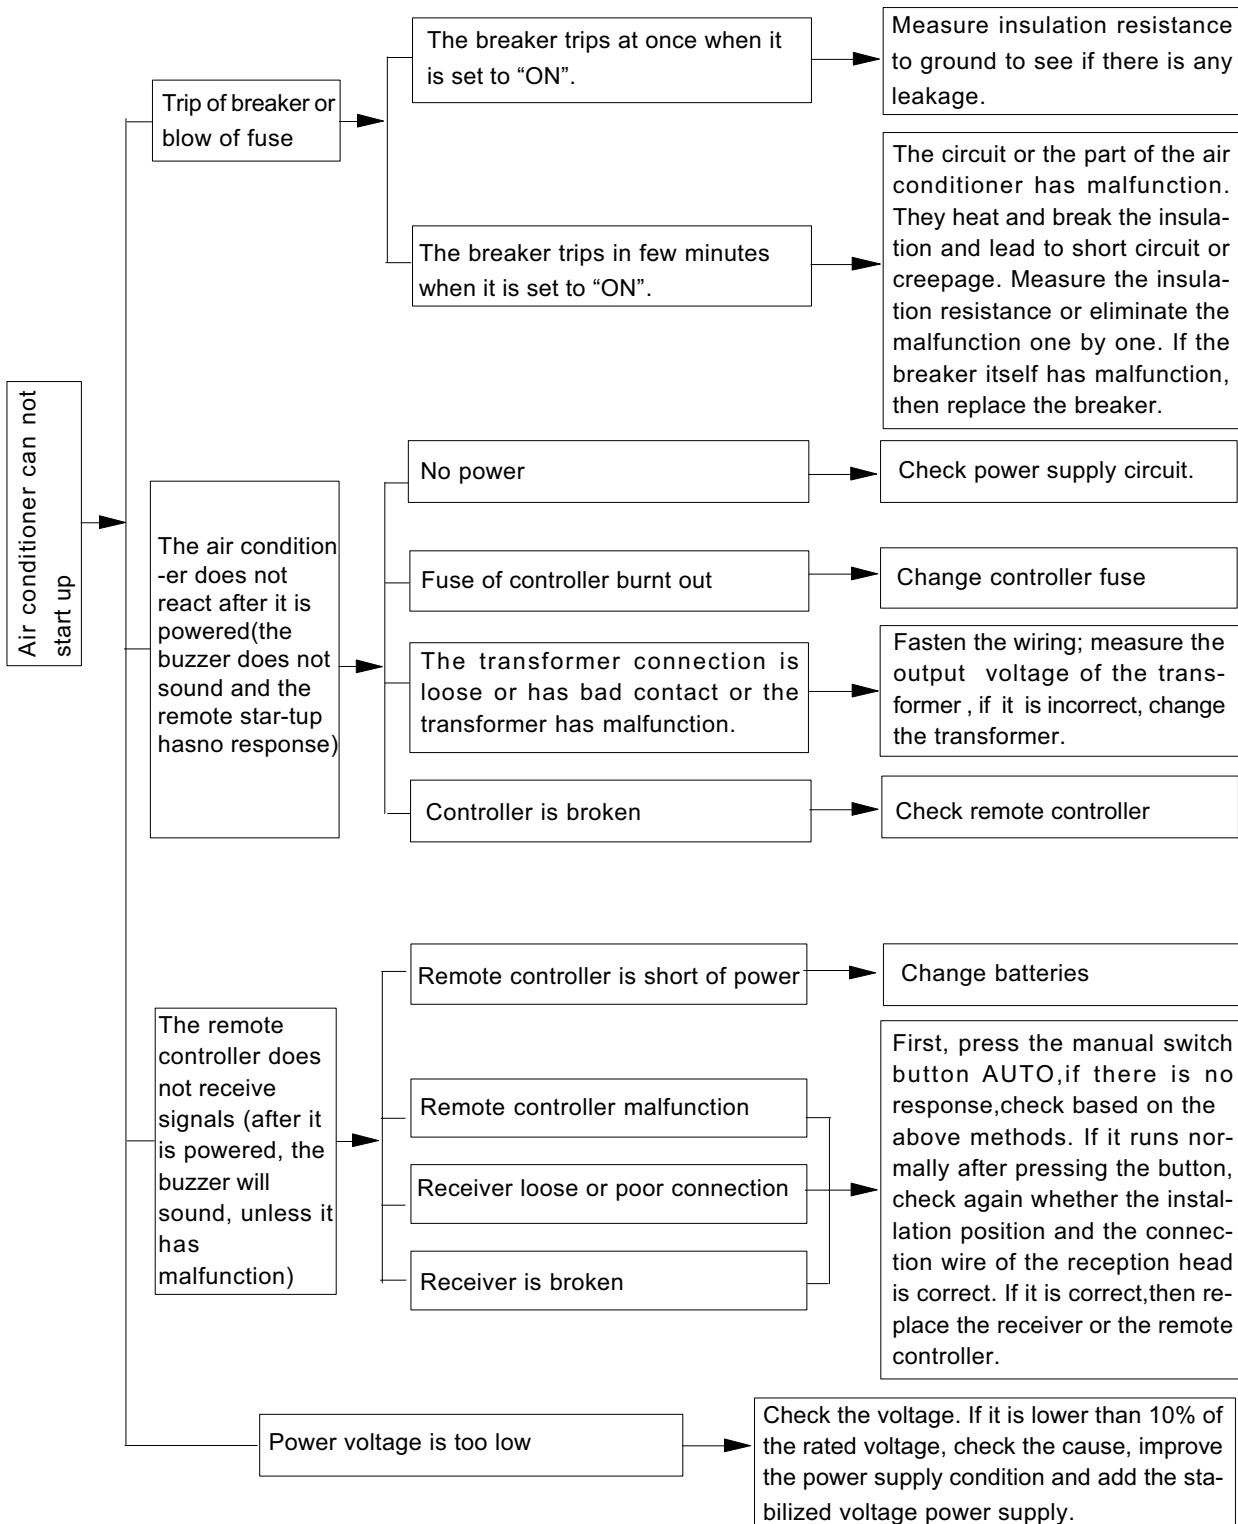 Air conditioner can not
start up
Trip of breaker or
blow of fuse
The breaker trips at once when it
is set to “ON”.
Measure insulation resistance
to ground to see if there is any
leakage.
The breaker trips in few minutes
when it is set to “ON”.
The circuit or the part of the air
conditioner has malfunction.
They heat and break the insula-
tion and lead to short circuit or
creepage. Measure the insula-
tion resistance or eliminate the
malfunction one by one. If the
breaker itself has malfunction,
then replace the breaker.
The air condition
-er does not
react after it is
powered(the
buzzer does not
sound and the
remote star-tup
hasno response)
No power
Check power supply circuit.
Fuse of controller burnt out
Change controller fuse
The transformer connection is
loose or has bad contact or the
transformer has malfunction.
Fasten the wiring; measure the
output voltage of the trans-
former , if it is incorrect, change
the transformer.
Controller is broken
Check remote controller
The remote
controller does
not receive
signals (after it
is powered, the
buzzer will
sound, unless it
has
malfunction)
Remote controller is short of power
Change batteries
Remote controller malfunction
Receiver loose or poor connection
Receiver is broken
First, press the manual switch
button AUTO,if there is no
response,check based on the
above methods. If it runs nor-
mally after pressing the button,
check again whether the instal-
lation position and the connec-
tion wire of the reception head
is correct. If it is correct,then re-
place the receiver or the remote
controller.
Power voltage is too low
Check the voltage. If it is lower than 10% of
the rated voltage, check the cause, improve
the power supply condition and add the sta-
bilized voltage power supply.